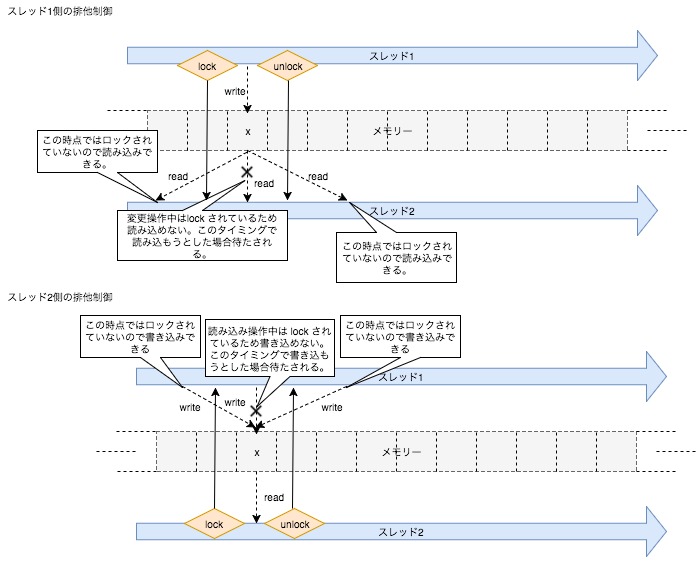 スレッド1側の排他制御
スレッド1
lock
unlock
write
x
メモリー
この時点ではロックされ
ていないので読み込みで
きる。
read
read
read
スレッド2
変更操作中はlock されているため
読み込めない。このタイミングで
読み込もうとした場合待たされ
る。
この時点ではロックされ
ていないので読み込みで
きる。
スレッド2側の排他制御
この時点ではロックされ
ていないので書き込みで
きる
読み込み操作中は lock され
ているため書き込めない。
このタイミングで書き込も
うとした場合待たされる。
この時点ではロックされ
ていないので書き込みで
きる
スレッド1
write
write
write
x
メモリー
read
lock
unlock
スレッド2